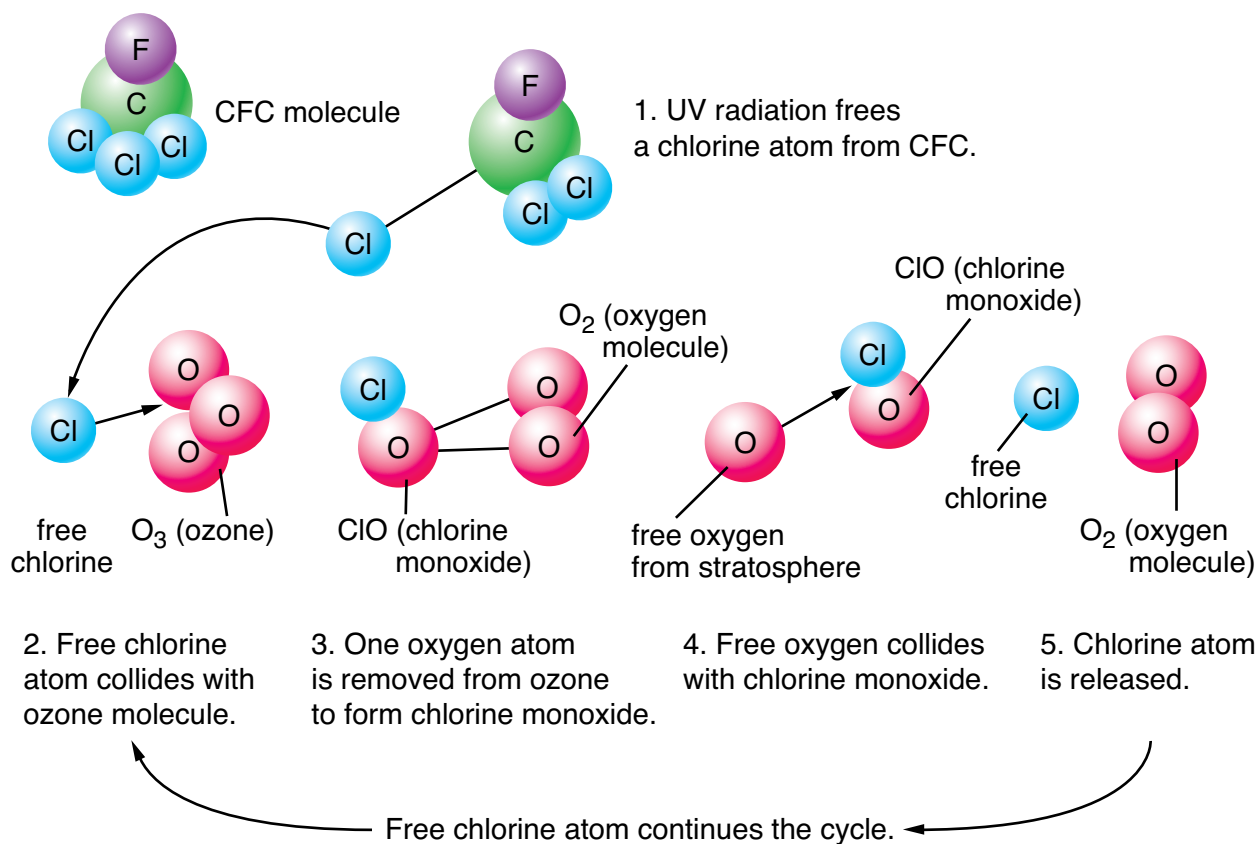 F
C
Cl
Cl
Cl
CFC molecule
F
C
Cl
Cl
Cl
1. UV radiation frees
a chlorine atom from CFC.
Cl
O
O
O
free
chlorine
O3 (ozone)
Cl
O
O
O
O2 (oxygen
molecule)
ClO (chlorine
monoxide)
O
Cl
O
ClO (chlorine
monoxide)
free oxygen
from stratosphere
Cl
free
chlorine
O
O
O2 (oxygen
molecule)
2. Free chlorine
atom collides with
ozone molecule.
3. One oxygen atom
is removed from ozone
to form chlorine monoxide.
4. Free oxygen collides
with chlorine monoxide.
5. Chlorine atom
is released.
Free chlorine atom continues the cycle.